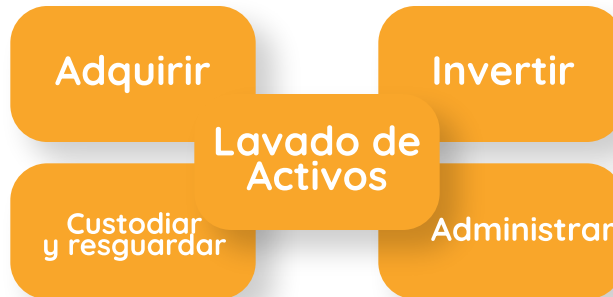 Adquirir
Invertir
Lavado de
Activos
Custodiar
y resguardar
Administrar